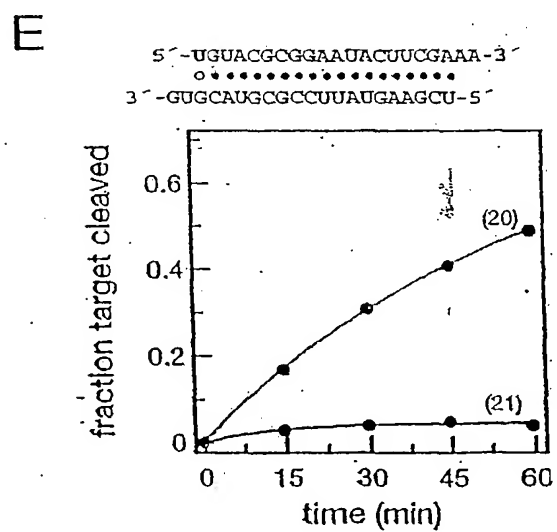 E
5´-UGUACGCGGAAUACUUCGAAA-3´
3´-GUGCAUGCGCCUUAUGAAGCU-5´
fraction target cleaved
0.6
0.4
0.2
0
(20)
(21)
0 15 30 45 60
time (min)